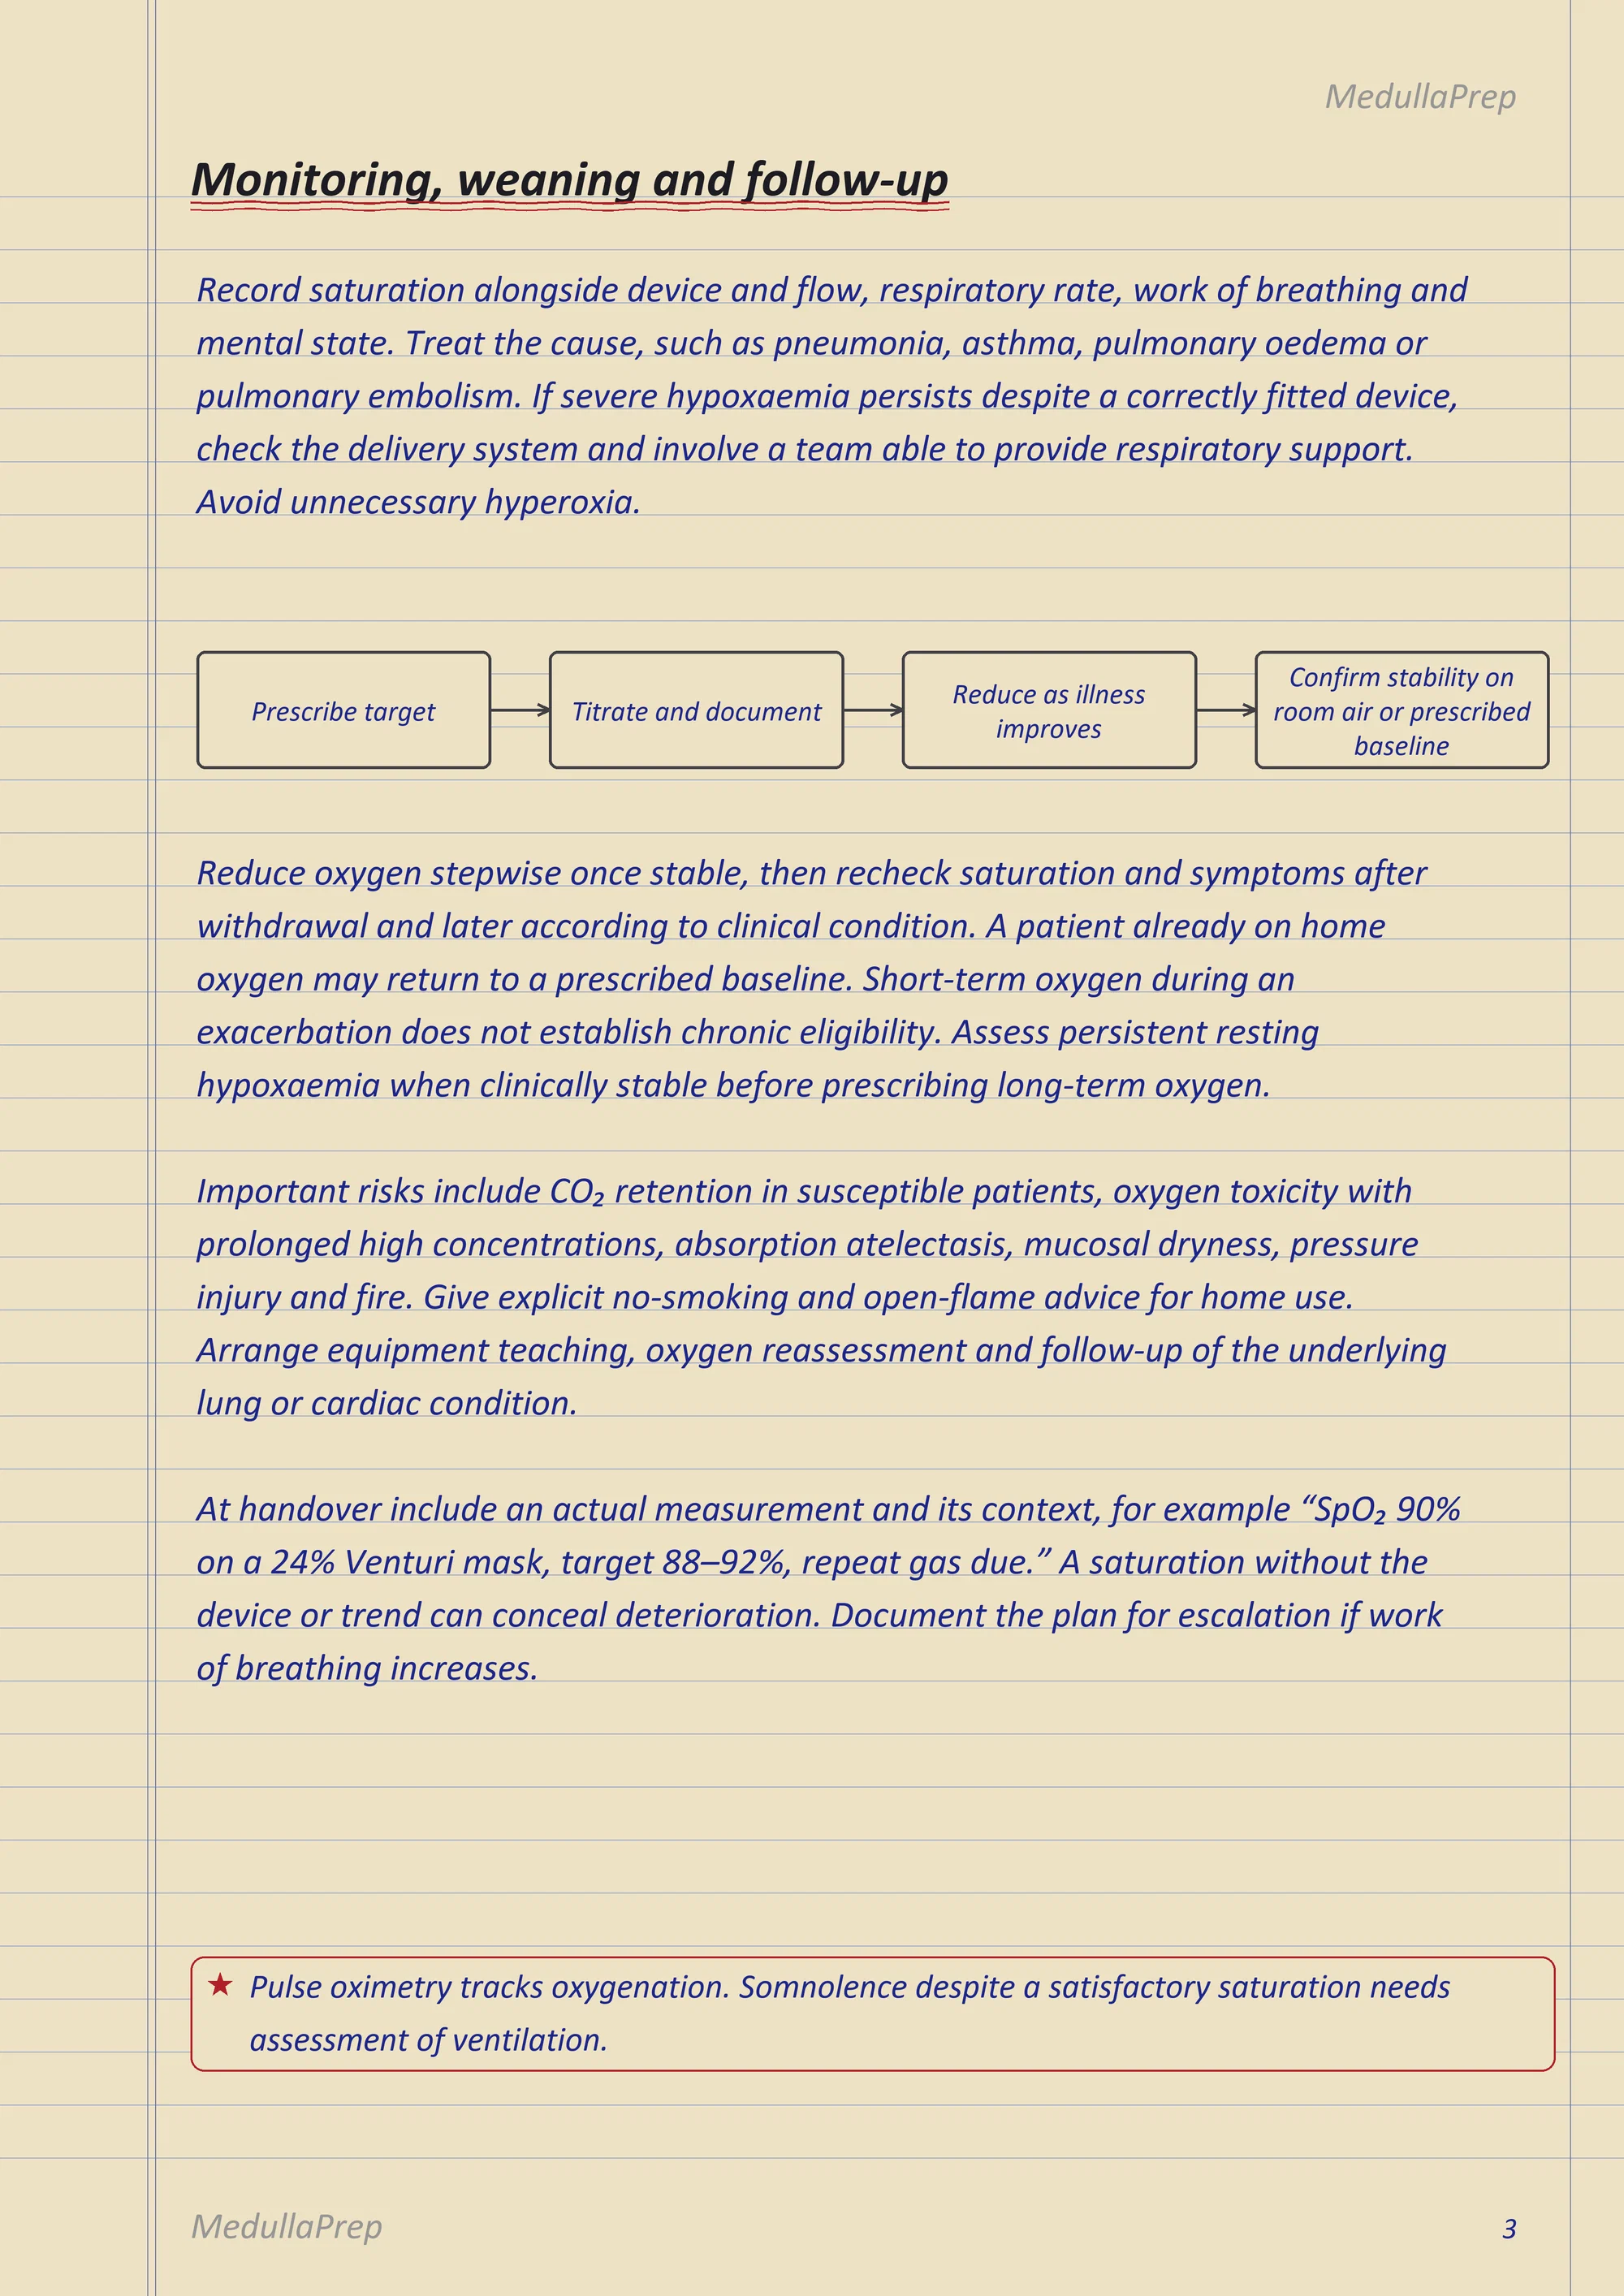 MedullaPrep
Monitoring, weaning and follow-up
Record saturation alongside device and flow, respiratory rate, work of breathing and
mental state. Treat the cause, such as pneumonia, asthma, pulmonary oedema or
pulmonary embolism. If severe hypoxaemia persists despite a correctly fitted device,
check the delivery system and involve a team able to provide respiratory support.
Avoid unnecessary hyperoxia.
Prescribe target
Titrate and document
Reduce as illness
improves
Confirm stability on
room air or prescribed
baseline
Reduce oxygen stepwise once stable, then recheck saturation and symptoms after
withdrawal and later according to clinical condition. A patient already on home
oxygen may return to a prescribed baseline. Short-term oxygen during an
exacerbation does not establish chronic eligibility. Assess persistent resting
hypoxaemia when clinically stable before prescribing long-term oxygen.
Important risks include CO₂ retention in susceptible patients, oxygen toxicity with
prolonged high concentrations, absorption atelectasis, mucosal dryness, pressure
injury and fire. Give explicit no-smoking and open-flame advice for home use.
Arrange equipment teaching, oxygen reassessment and follow-up of the underlying
lung or cardiac condition.
At handover include an actual measurement and its context, for example “SpO₂ 90%
on a 24% Venturi mask, target 88–92%, repeat gas due.” A saturation without the
device or trend can conceal deterioration. Document the plan for escalation if work
of breathing increases.
★ Pulse oximetry tracks oxygenation. Somnolence despite a satisfactory saturation needs
assessment of ventilation.
MedullaPrep
3